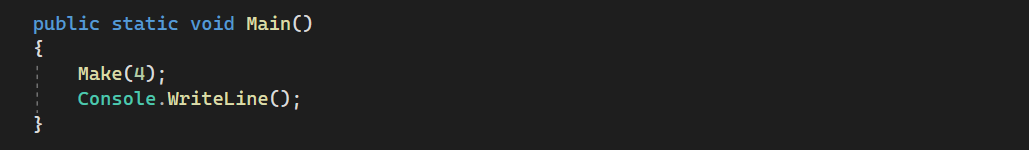 public static void Main()
{
    Make(4);
    Console.WriteLine();
}